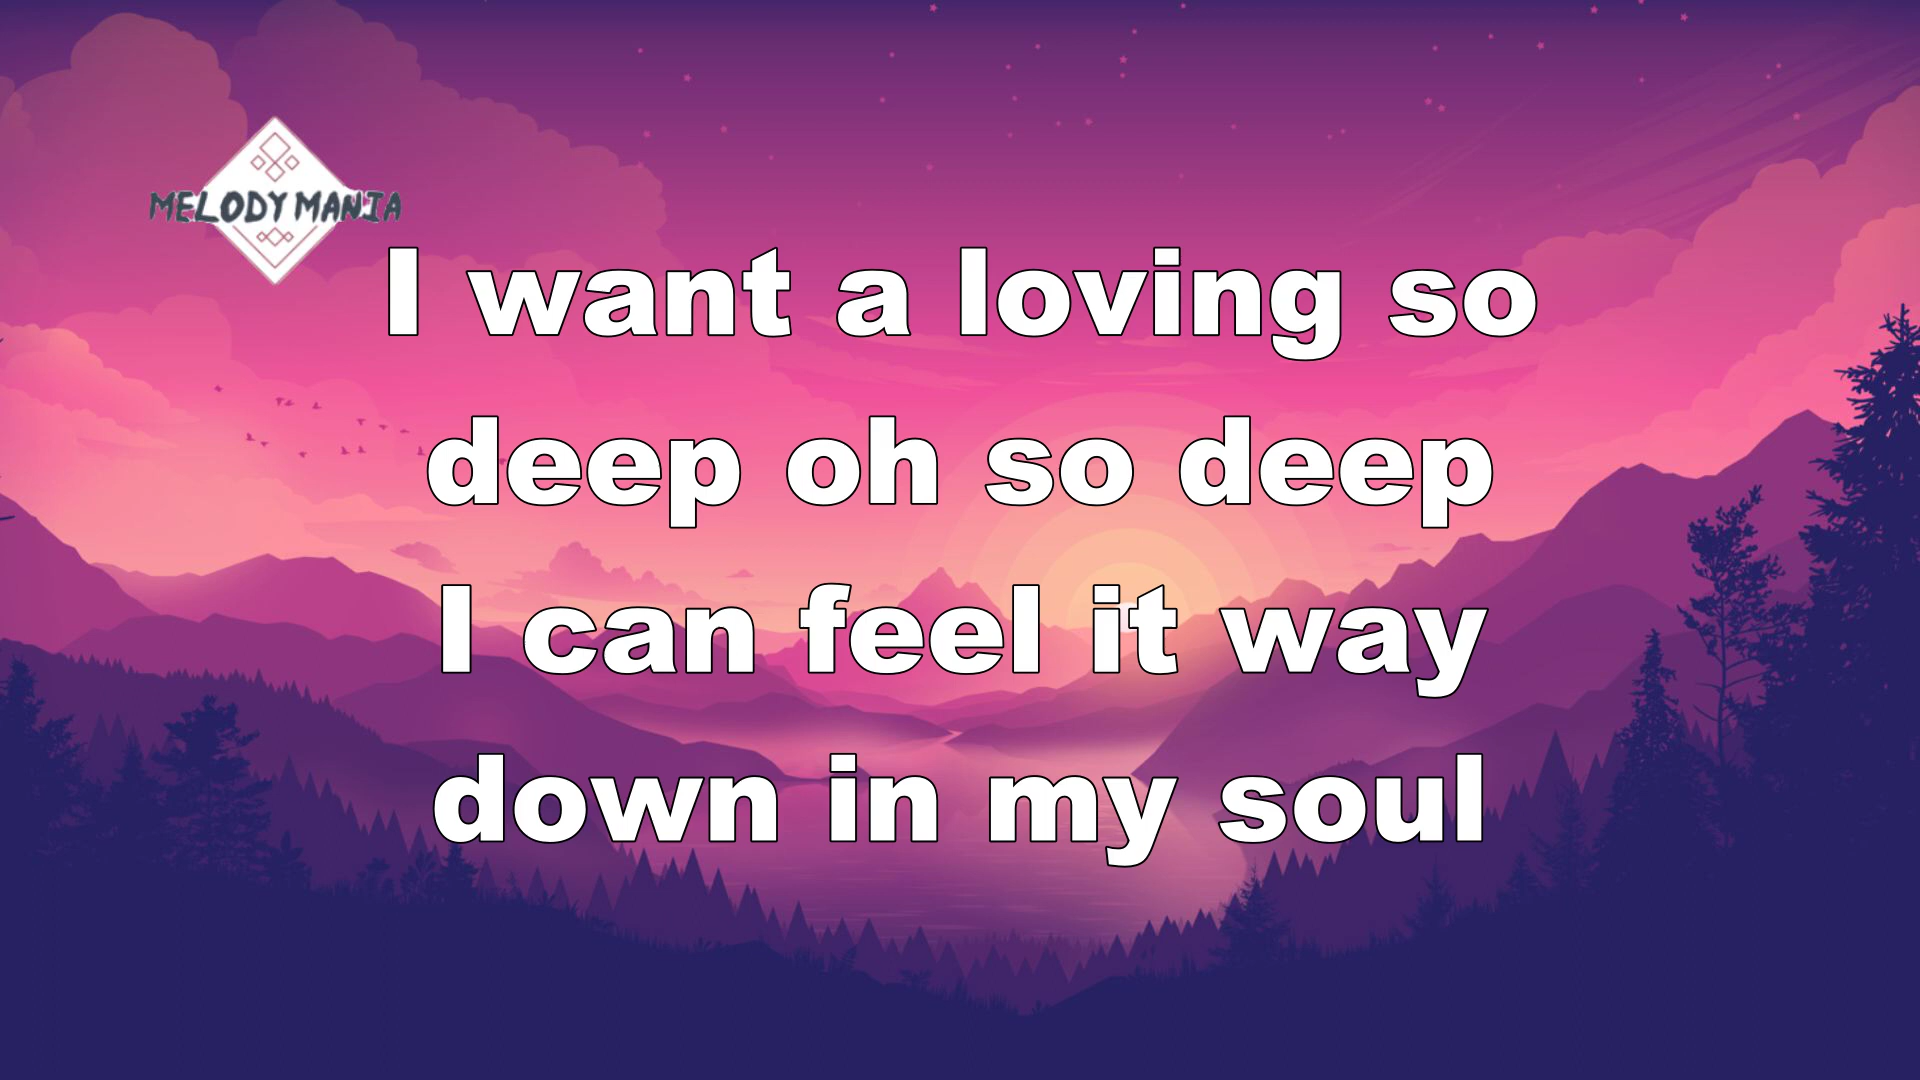 MELODY MANIA
I want a loving so
deep oh so deep
I can feel it way
down in my soul